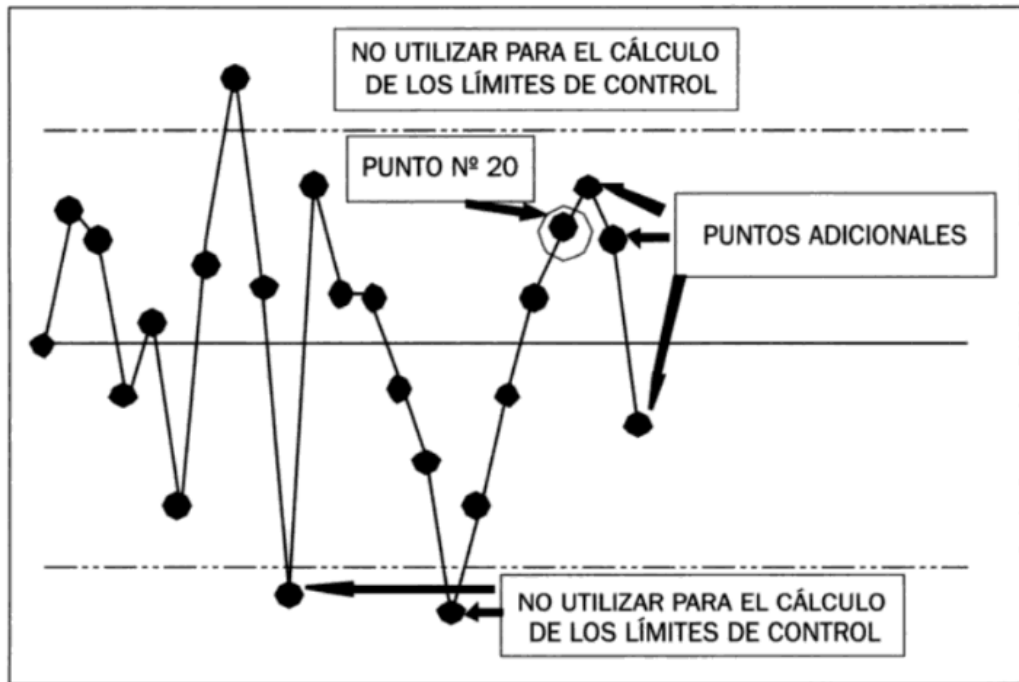 NO UTILIZAR PARA EL CÁLCULO
DE LOS LÍMITES DE CONTROL
PUNTO Nº 20
PUNTOS ADICIONALES
NO UTILIZAR PARA EL CÁLCULO
DE LOS LÍMITES DE CONTROL